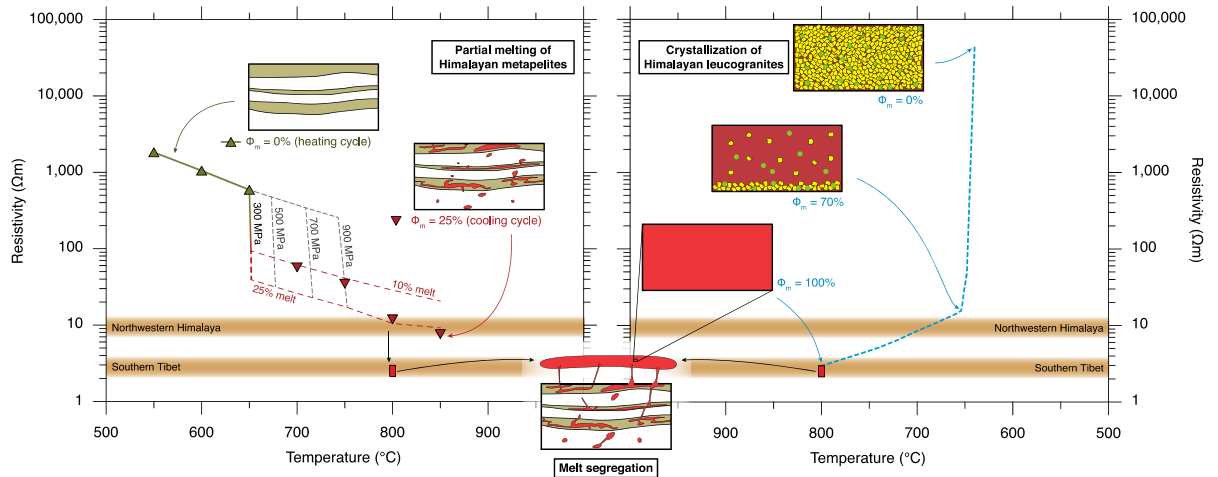 100,000
10,000
1,000
100
10
1
Resistivity (Ωm)
Partial melting of
Himalayan metapelites
Φm = 0% (heating cycle)
Φm = 25% (cooling cycle)
300 MPa
500 MPa
700 MPa
900 MPa
10% melt
25% melt
Northwestern Himalaya
Southern Tibet
500
600
700
800
900
Temperature (°C)
Melt segregation
Crystallization of
Himalayan leucogranites
Φm = 0%
Φm = 70%
Φm = 100%
Northwestern Himalaya
Southern Tibet
900
800
700
600
500
Temperature (°C)
100,000
10,000
1,000
100
10
1
Resistivity (Ωm)